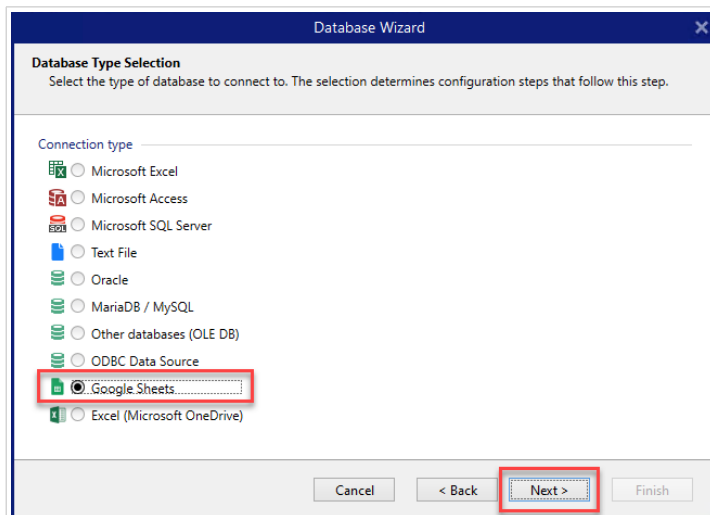 Database Wizard
Database Type Selection
Select the type of database to connect to. The selection determines configuration steps that follow this step.
Connection type
Microsoft Excel
Microsoft Access
SQL
Microsoft SQL Server
Text File
Oracle
MariaDB / MySQL
Other databases (OLE DB)
ODBC Data Source
Google Sheets
Excel (Microsoft OneDrive)
Cancel < Back Next > Finish